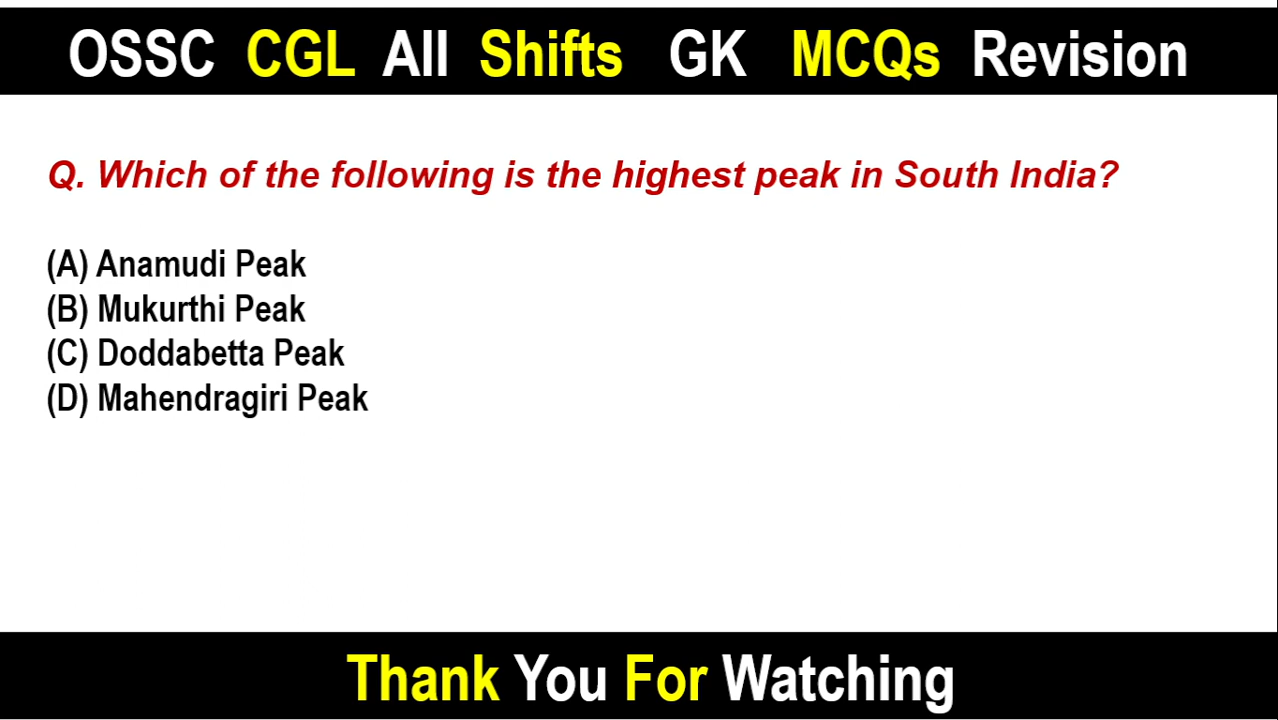 OSSC CGL All Shifts GK MCQs Revision
Q. Which of the following is the highest peak in South India?
(A) Anamudi Peak
(B) Mukurthi Peak
(C) Doddabetta Peak
(D) Mahendragiri Peak
Thank You For Watching